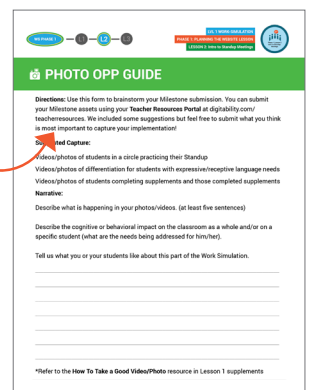 WS PHASE 1
L1
L2
L3
LVL 1 WORK SIMULATION
PHASE 1: PLANNING THE WEBSITE LESSON
LESSON 2: Intro to Standup Meetings
PHOTO OPP GUIDE
Directions: Use this form to brainstorm your Milestone submission. You can submit
your Milestone assets using your Teacher Resources Portal at digitability.com/
teacherresources. We included some suggestions but feel free to submit what you think
is most important to capture your implementation!
Capture:
Videos/photos of students in a circle practicing their Standup
Videos/photos of differentiation for students with expressive/receptive language needs
Videos/photos of students completing supplements and those completed supplements
Narrative:
Describe what is happening in your photos/videos. (at least five sentences)
Describe the cognitive or behavioral impact on the classroom as a whole and/or on a
specific student (what are the needs being addressed for him/her).
Tell us what you or your students like about this part of the Work Simulation.
*Refer to the How To Take a Good Video/Photo resource in Lesson 1 supplements